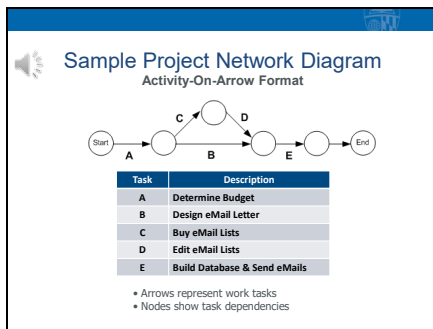 Sample Project Network Diagram
Activity-On-Arrow Format
C
D
Start
End
A
B
E
Task Description
A Determine Budget
B Design eMail Letter
C Buy eMail Lists
D Edit eMail Lists
E Build Database & Send eMails
• Arrows represent work tasks
• Nodes show task dependencies